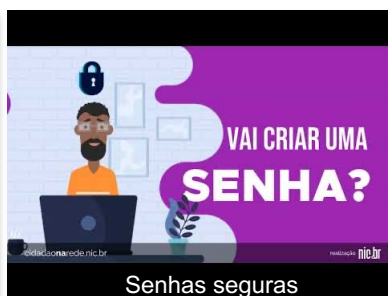 VAI CRIAR UMA
SENHA?
cidadaonarede.nic.br
realização nic.br
Senhas seguras